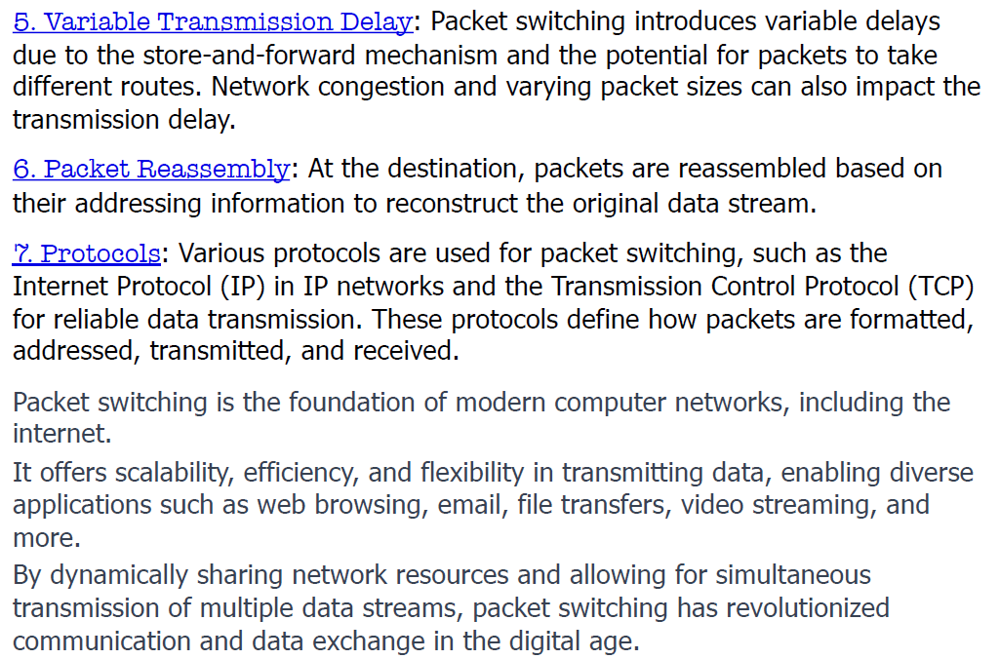 5. Variable Transmission Delay: Packet switching introduces variable delays
due to the store-and-forward mechanism and the potential for packets to take
different routes. Network congestion and varying packet sizes can also impact the
transmission delay.
6. Packet Reassembly: At the destination, packets are reassembled based on
their addressing information to reconstruct the original data stream.
7. Protocols: Various protocols are used for packet switching, such as the
Internet Protocol (IP) in IP networks and the Transmission Control Protocol (TCP)
for reliable data transmission. These protocols define how packets are formatted,
addressed, transmitted, and received.
Packet switching is the foundation of modern computer networks, including the
internet.
It offers scalability, efficiency, and flexibility in transmitting data, enabling diverse
applications such as web browsing, email, file transfers, video streaming, and
more.
By dynamically sharing network resources and allowing for simultaneous
transmission of multiple data streams, packet switching has revolutionized
communication and data exchange in the digital age.